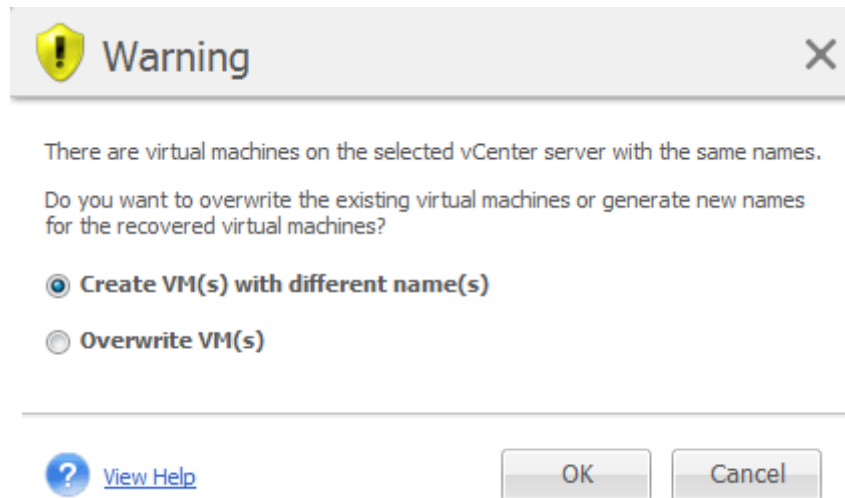 Warning
There are virtual machines on the selected vCenter server with the same names.
Do you want to overwrite the existing virtual machines or generate new names
for the recovered virtual machines?
Create VM(s) with different name(s)
Overwrite VM(s)
View Help
OK
Cancel